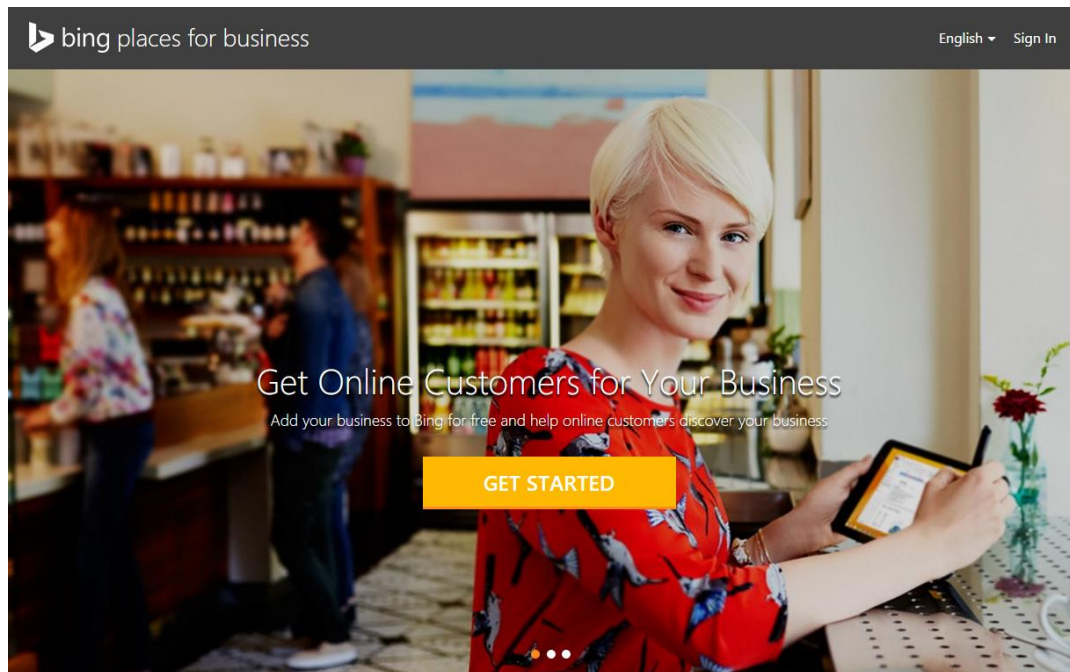 bing places for business
English
Sign In
Get Online Customers for Your Business
Add your business to Bing for free and help online customers discover your business
GET STARTED